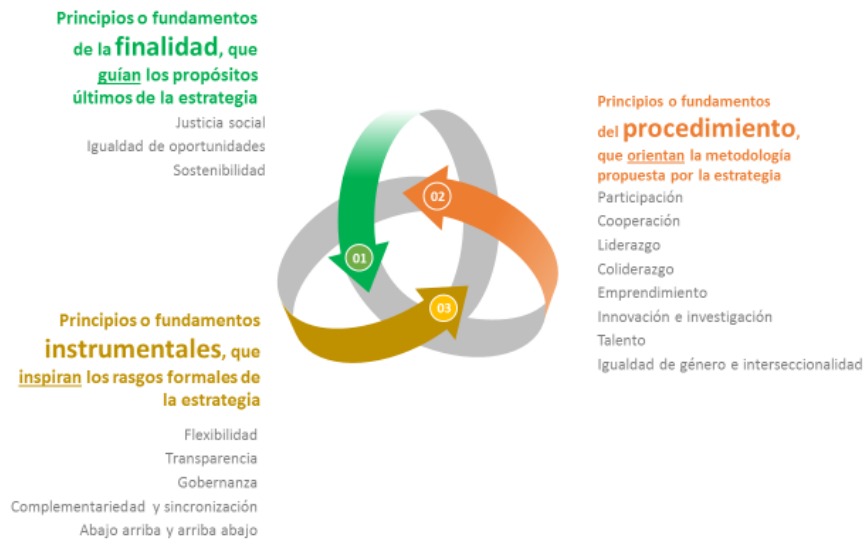 Principios o fundamentos
de la finalidad, que
guían los propósitos
últimos de la estrategia
Justicia social
Igualdad de oportunidades
Sostenibilidad
01
Principios o fundamentos
del procedimiento,
que orientan la metodología
propuesta por la estrategia
Participación
Cooperación
Liderazgo
Coliderazgo
Emprendimiento
Innovación e investigación
Talento
Igualdad de género e interseccionalidad
02
Principios o fundamentos
instrumentales, que
inspiran los rasgos formales de
la estrategia
Flexibilidad
Transparencia
Gobernanza
Complementariedad y sincronización
Abajo arriba y arriba abajo
03